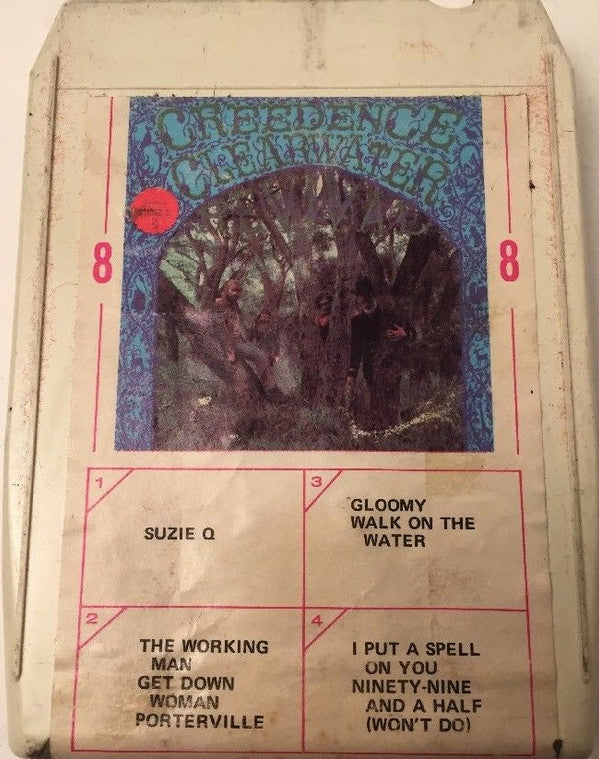 CREEDENCE
CLEARWATER
8
8
1
SUZIE Q
2
THE WORKING
MAN
GET DOWN
WOMAN
PORTERVILLE
3
GLOOMY
WALK ON THE
WATER
4
I PUT A SPELL
ON YOU
NINETY-NINE
AND A HALF
(WON'T DO)